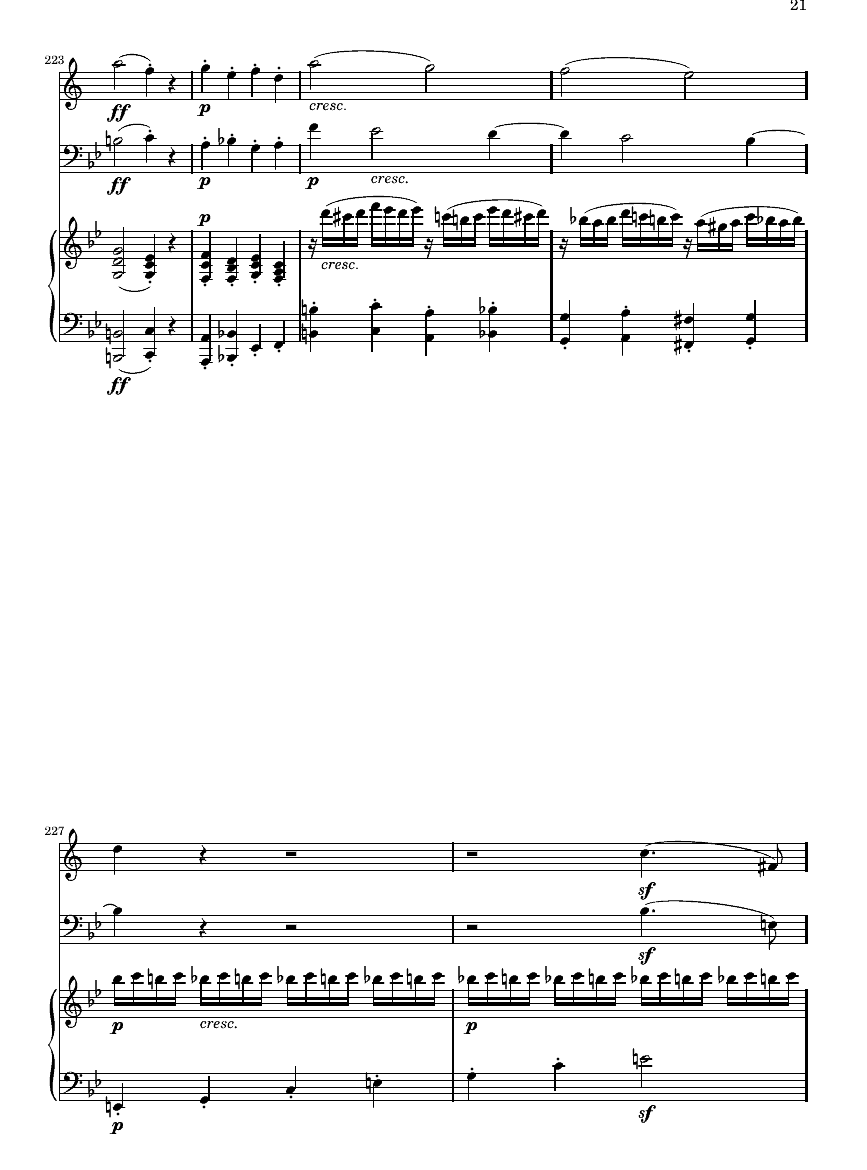 21
223
ff p cresc.
ff p p cresc.
p
cresc.
ff
227
sf
sf
p cresc. p
p sf